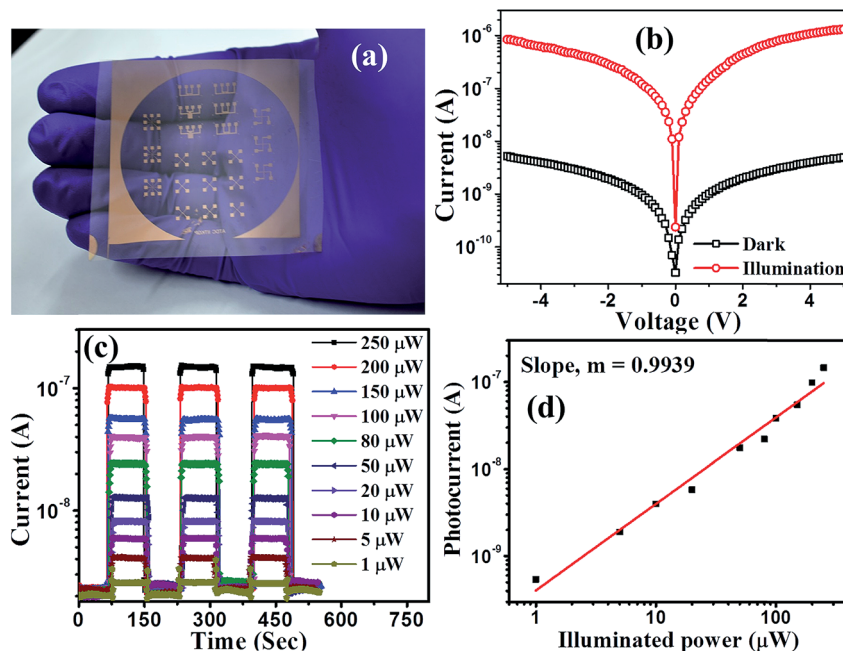 (a)
(b)
10⁻⁶
10⁻⁷
10⁻⁸
10⁻⁹
10⁻¹⁰
Current (A)
Dark
Illumination
-4 -2 0 2 4
Voltage (V)
(c)
10⁻⁷
10⁻⁸
Current (A)
250 μW
200 μW
150 μW
100 μW
80 μW
50 μW
20 μW
10 μW
5 μW
1 μW
0 150 300 450 600 750
Time (Sec)
Slope, m = 0.9939
(d)
10⁻⁷
10⁻⁸
10⁻⁹
Photocurrent (A)
1 10 100
Illuminated power (μW)